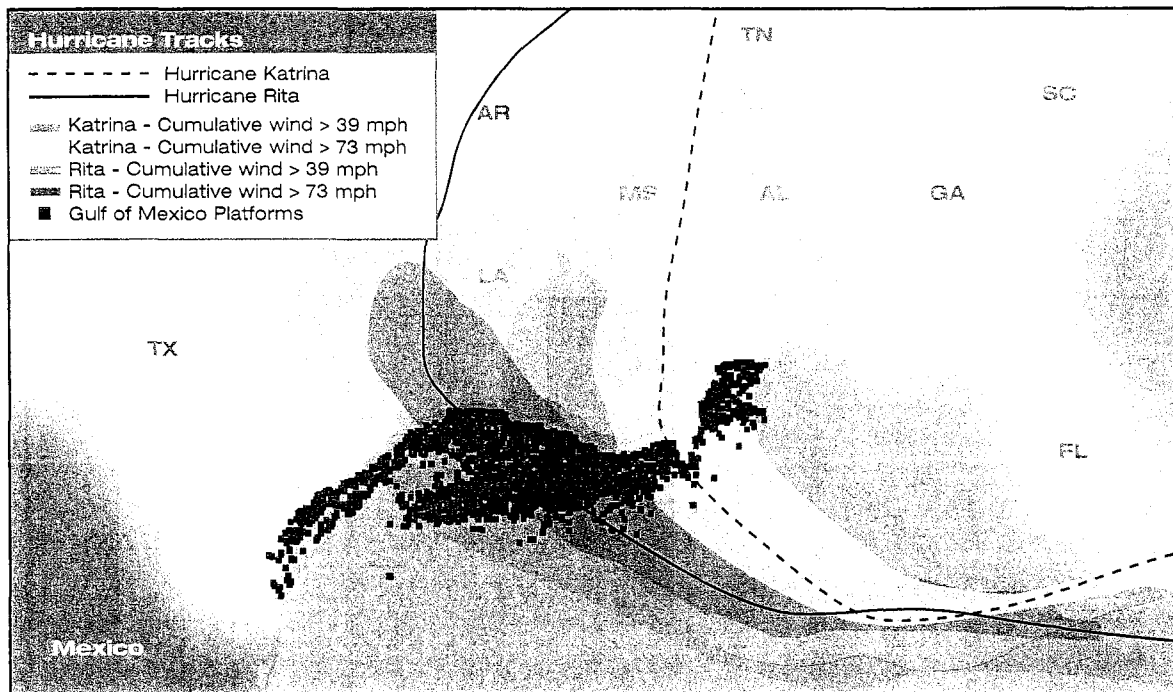 Hurricane Tracks
Hurricane Katrina
Hurricane Rita
Katrina - Cumulative wind > 39 mph
Katrina - Cumulative wind > 73 mph
Rita - Cumulative wind > 39 mph
Rita - Cumulative wind > 73 mph
Gulf of Mexico Platforms
TN
SC
AR
MS
AL
GA
LA
TX
FL
Mexico